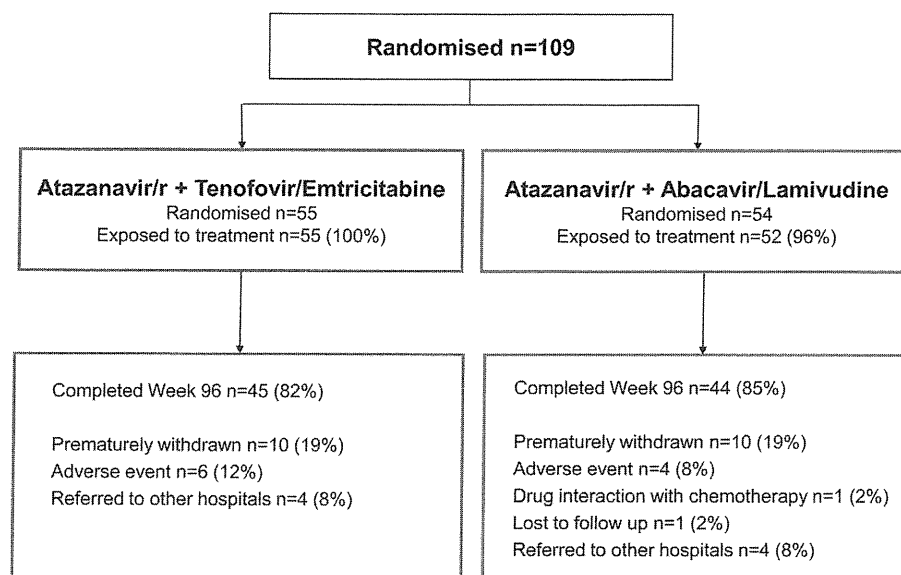 Randomised n=109
Atazanavir/r + Tenofovir/Emtricitabine
Randomised n=55
Exposed to treatment n=55 (100%)
Atazanavir/r + Abacavir/Lamivudine
Randomised n=54
Exposed to treatment n=52 (96%)
Completed Week 96 n=45 (82%)
Prematurely withdrawn n=10 (19%)
Adverse event n=6 (12%)
Referred to other hospitals n=4 (8%)
Completed Week 96 n=44 (85%)
Prematurely withdrawn n=10 (19%)
Adverse event n=4 (8%)
Drug interaction with chemotherapy n=1 (2%)
Lost to follow up n=1 (2%)
Referred to other hospitals n=4 (8%)